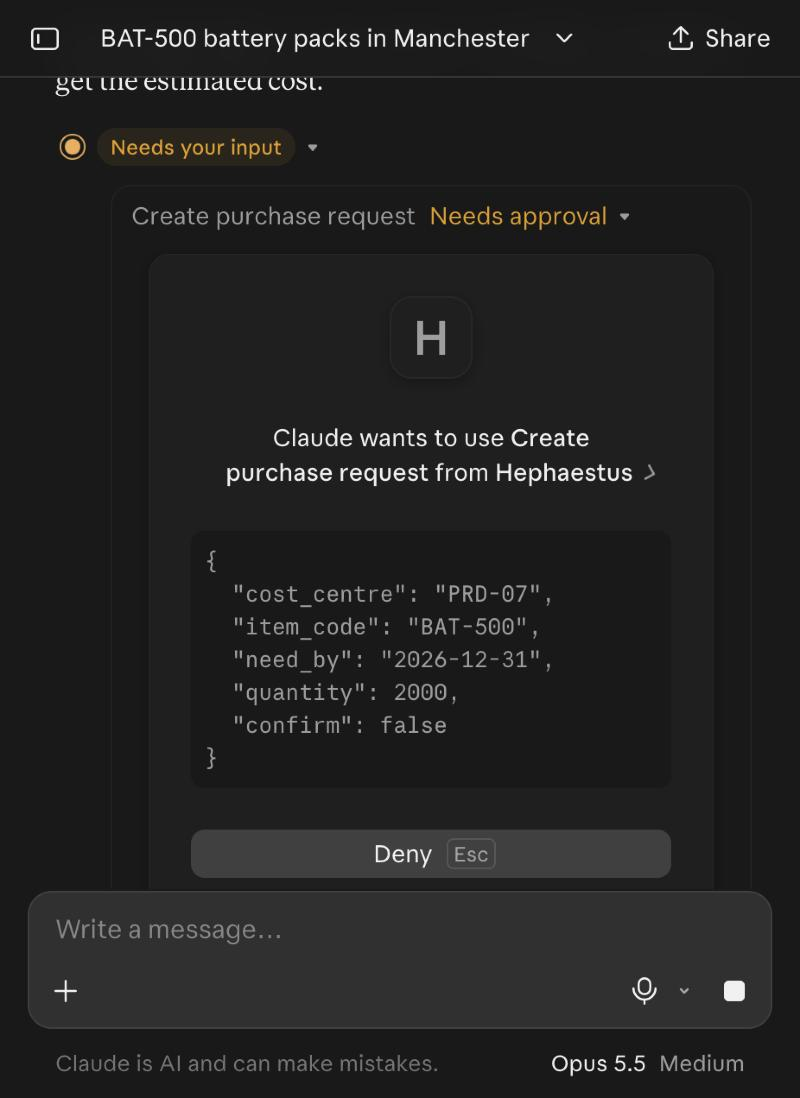 BAT-500 battery packs in Manchester
Share
get the estimated cost.
Needs your input
Create purchase request Needs approval
H
Claude wants to use Create
purchase request from Hephaestus
{
"cost_centre": "PRD-07",
"item_code": "BAT-500",
"need_by": "2026-12-31",
"quantity": 2000,
"confirm": false
}
Deny Esc
Write a message...
Claude is AI and can make mistakes.
Opus 5.5 Medium